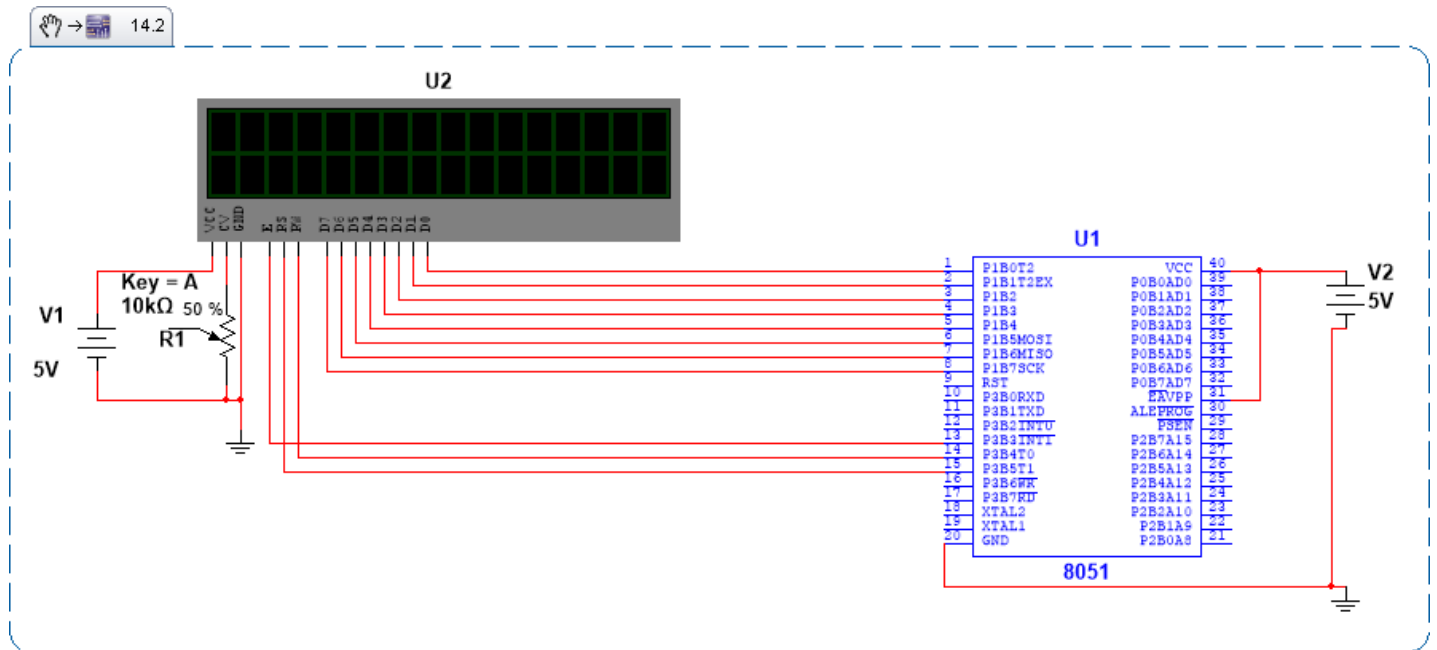 14.2
U2
VCC
CV
GND
E
RS
RW
D7
D6
D5
D4
D3
D2
D1
D0
Key = A
10kΩ 50 %
R1
V1
5V
U1
1 P1B0T2 VCC 40
2 P1B1T2EX P0B0AD0 39
3 P1B2 P0B1AD1 38
4 P1B3 P0B2AD2 37
5 P1B4 P0B3AD3 36
6 P1B5MOSI P0B4AD4 35
7 P1B6MISO P0B5AD5 34
8 P1B7SCK P0B6AD6 33
9 RST P0B7AD7 32
10 P3B0RXD EAVPP 31
11 P3B1TXD ALEPROG 30
12 P3B2INT0 PSEN 29
13 P3B3INT1 P2B7A15 28
14 P3B4T0 P2B6A14 27
15 P3B5T1 P2B5A13 26
16 P3B6WR P2B4A12 25
17 P3B7RD P2B3A11 24
18 XTAL2 P2B2A10 23
19 XTAL1 P2B1A9 22
20 GND P2B0A8 21
8051
V2
5V